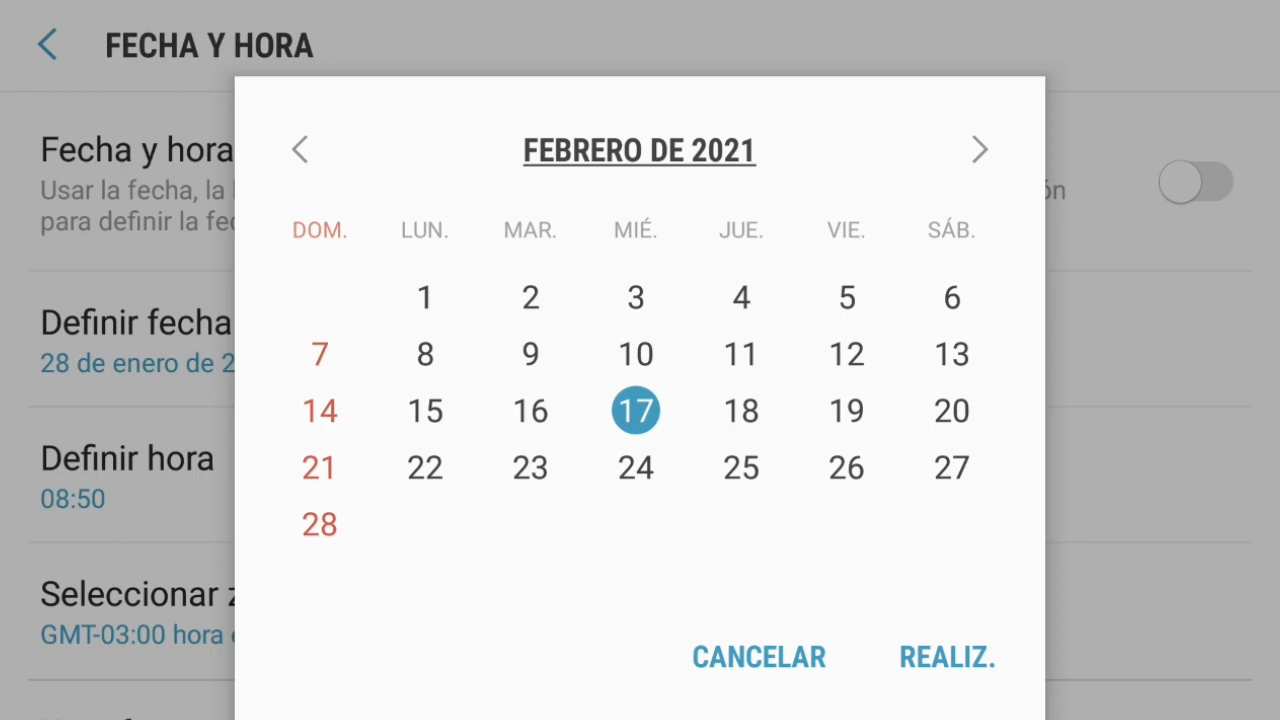 FECHA Y HORA
Fecha y hora
Usar la fecha, la
para definir la
FEBRERO DE 2021
DOM. LUN. MAR. MIÉ. JUE. VIE. SÁB.
1 2 3 4 5 6
7 8 9 10 11 12 13
14 15 16 17 18 19 20
21 22 23 24 25 26 27
28
Definir fecha
28 de enero de
Definir hora
08:50
Seleccionar
GMT-03:00 hora
CANCELAR REALIZ.